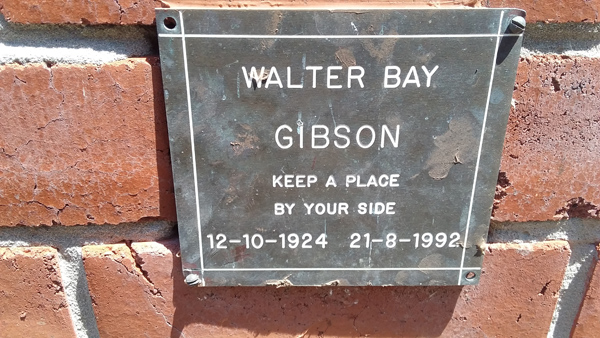 WALTER BAY
GIBSON
KEEP A PLACE
BY YOUR SIDE
12-10-1924 21-8-1992